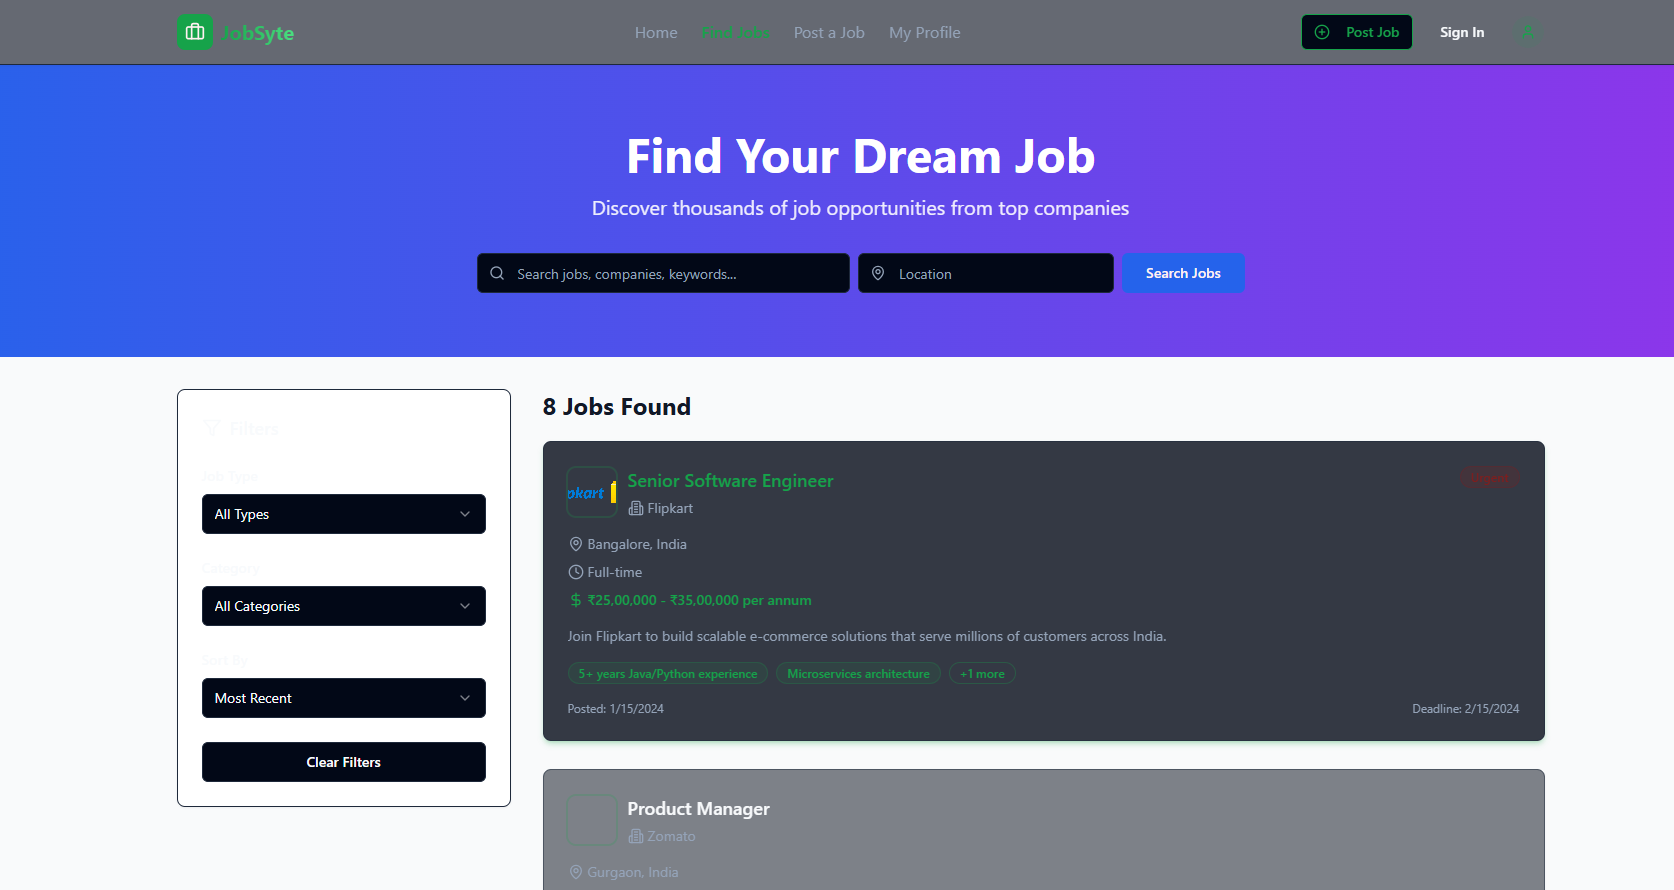 JobSyte
Home
Find Jobs
Post a Job
My Profile
Post Job
Sign In
Find Your Dream Job
Discover thousands of job opportunities from top companies
Search jobs, companies, keywords...
Location
Search Jobs
Filters
Job Type
All Types
Category
All Categories
Sort By
Most Recent
Clear Filters
8 Jobs Found
pkart
Senior Software Engineer
Urgent
Flipkart
Bangalore, India
Full-time
₹25,00,000 - ₹35,00,000 per annum
Join Flipkart to build scalable e-commerce solutions that serve millions of customers across India.
5+ years Java/Python experience
Microservices architecture
+1 more
Posted: 1/15/2024
Deadline: 2/15/2024
Product Manager
Zomato
Gurgaon, India